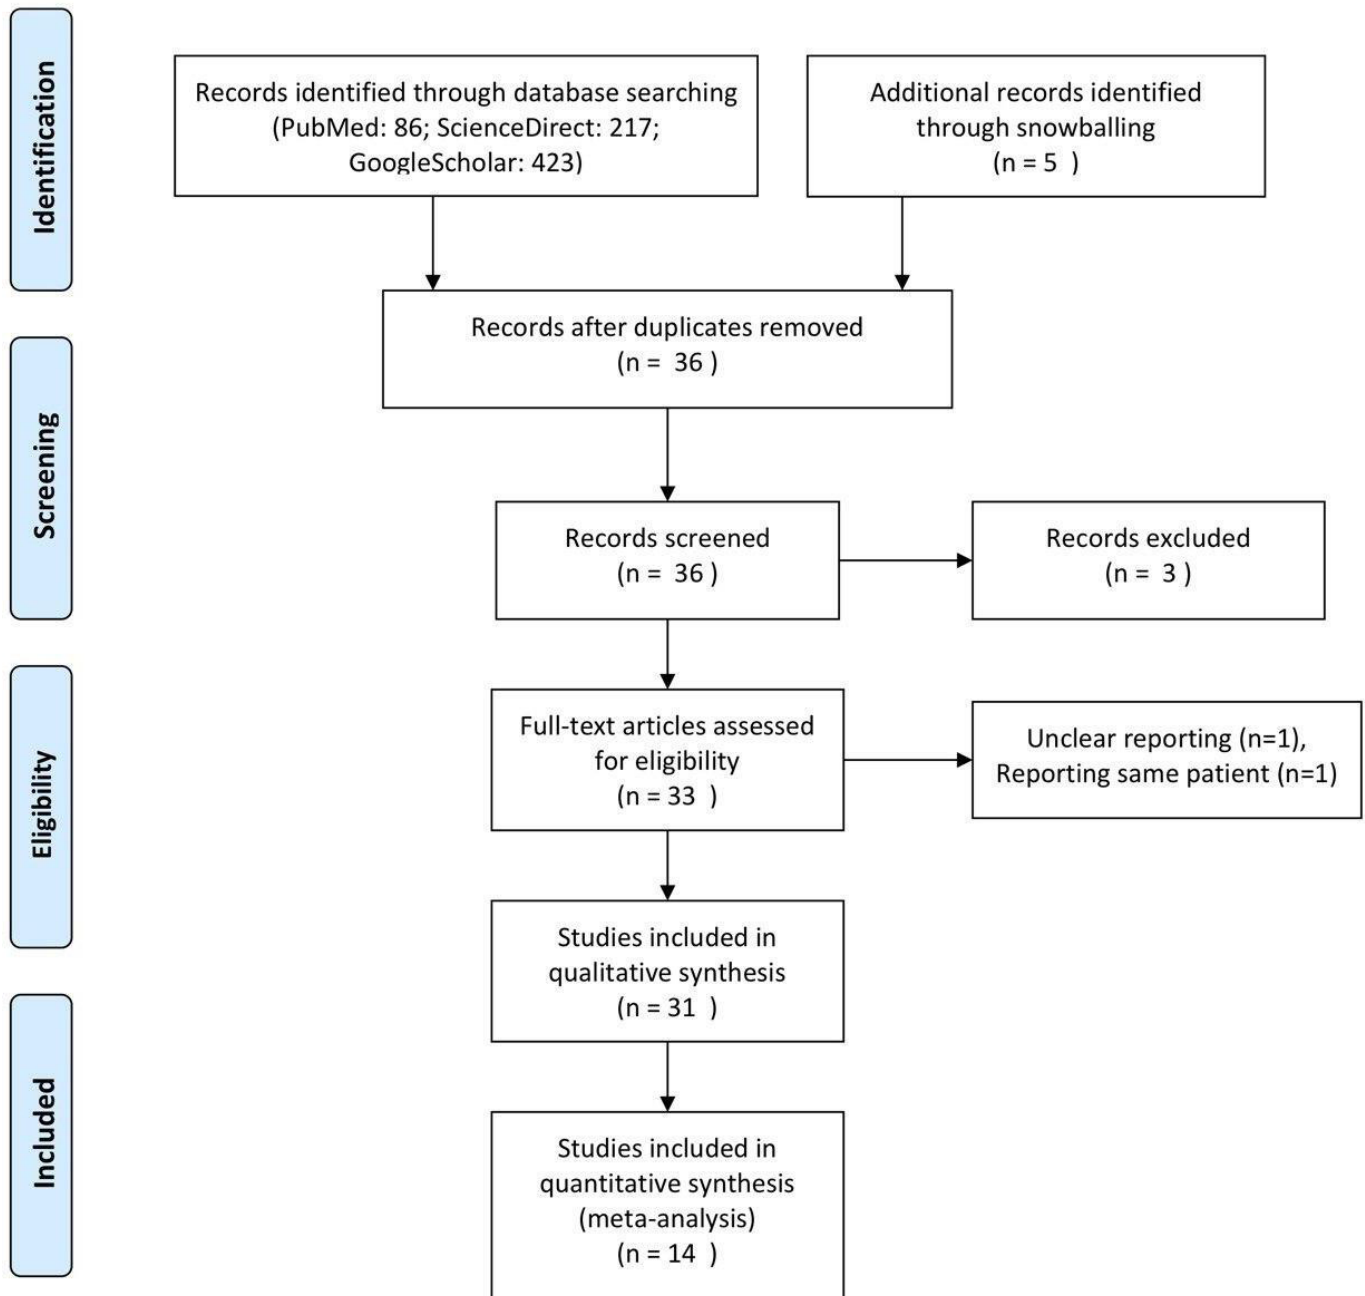 Identification
Records identified through database searching
(PubMed: 86; ScienceDirect: 217;
GoogleScholar: 423)
Additional records identified
through snowballing
(n = 5 )
Records after duplicates removed
(n = 36 )
Screening
Records screened
(n = 36 )
Records excluded
(n = 3 )
Eligibility
Full-text articles assessed
for eligibility
(n = 33 )
Unclear reporting (n=1),
Reporting same patient (n=1)
Studies included in
qualitative synthesis
(n = 31 )
Included
Studies included in
quantitative synthesis
(meta-analysis)
(n = 14 )